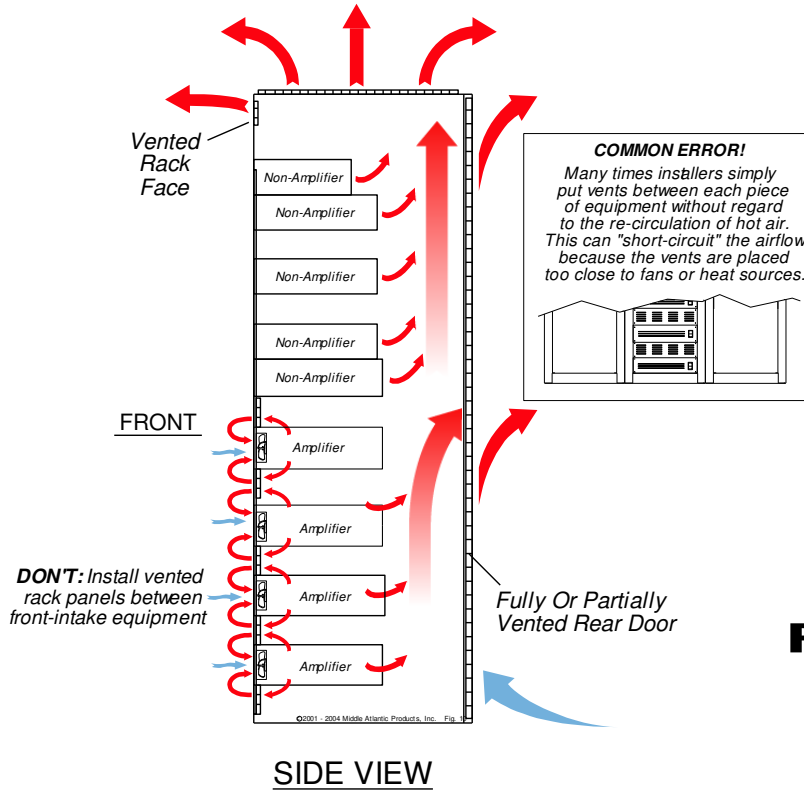 Vented
Rack
Face
Non-Amplifier
Non-Amplifier
Non-Amplifier
Non-Amplifier
Non-Amplifier
COMMON ERROR!
Many times installers simply
put vents between each piece
of equipment without regard
to the re-circulation of hot air.
This can "short-circuit" the airflow
because the vents are placed
too close to fans or heat sources.
FRONT
Amplifier
Amplifier
Amplifier
Amplifier
DON'T: Install vented
rack panels between
front-intake equipment
Fully Or Partially
Vented Rear Door
©2001 - 2004 Middle Atlantic Products, Inc. Fig.
SIDE VIEW